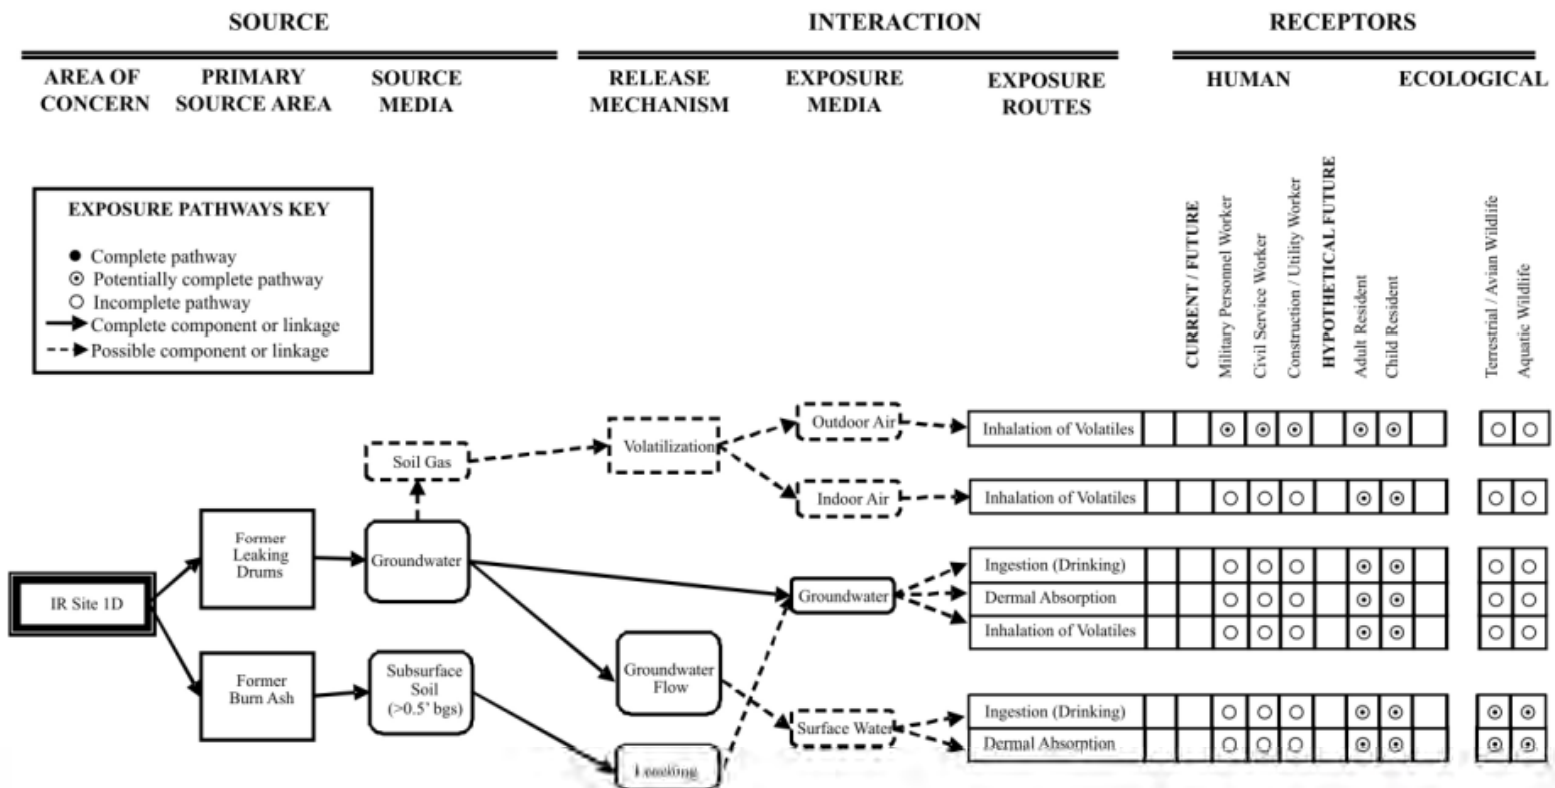 SOURCE
INTERACTION
RECEPTORS
AREA OF CONCERN
PRIMARY SOURCE AREA
SOURCE MEDIA
RELEASE MECHANISM
EXPOSURE MEDIA
EXPOSURE ROUTES
HUMAN
ECOLOGICAL
EXPOSURE PATHWAYS KEY
Complete pathway
Potentially complete pathway
Incomplete pathway
Complete component or linkage
Possible component or linkage
CURRENT / FUTURE
Military Personnel Worker
Civil Service Worker
Construction / Utility Worker
HYPOTHETICAL FUTURE
Adult Resident
Child Resident
Terrestrial / Avian Wildlife
Aquatic Wildlife
IR Site 1D
Former
Leaking
Drums
Former
Burn Ash
Soil Gas
Groundwater
Subsurface
Soil
(>0.5' bgs)
Volatilization
Groundwater
Flow
Leaching
Outdoor Air
Indoor Air
Groundwater
Surface Water
Inhalation of Volatiles
Inhalation of Volatiles
Ingestion (Drinking)
Dermal Absorption
Inhalation of Volatiles
Ingestion (Drinking)
Dermal Absorption